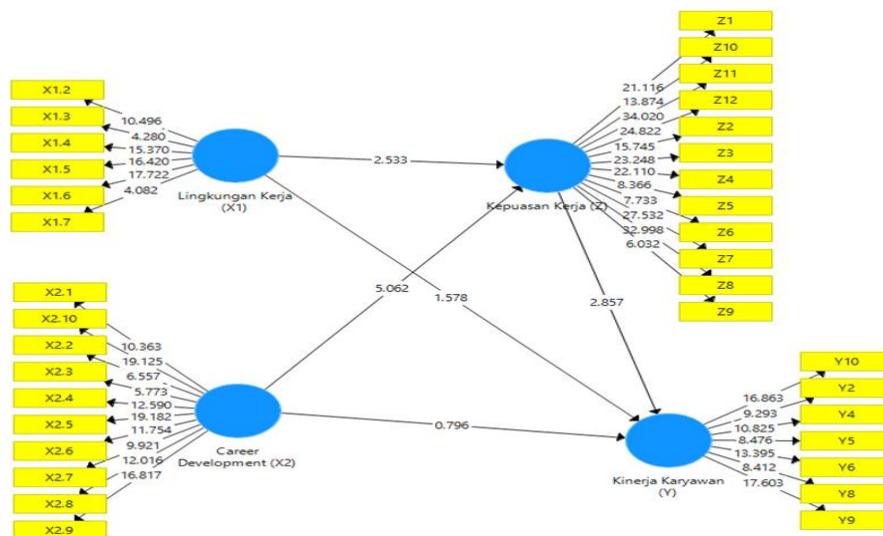 X1.2
X1.3
X1.4
X1.5
X1.6
X1.7
10.496
4.280
15.370
16.420
17.722
4.082
Lingkungan Kerja
(X1)
2.533
5.062
1.578
X2.1
X2.10
X2.2
X2.3
X2.4
X2.5
X2.6
X2.7
X2.8
X2.9
10.363
19.125
6.557
5.773
12.590
19.182
11.754
9.921
12.016
16.817
Career
Development (X2)
0.796
Z1
Z10
Z11
Z12
Z2
Z3
Z4
Z5
Z6
Z7
Z8
Z9
21.116
13.874
34.020
24.822
15.745
23.248
22.110
8.366
7.733
27.532
32.998
6.032
Kepuasan Kerja (Z)
2.857
Y10
Y2
Y4
Y5
Y6
Y8
Y9
16.863
9.293
10.825
8.476
13.395
8.412
17.603
Kinerja Karyawan
(Y)